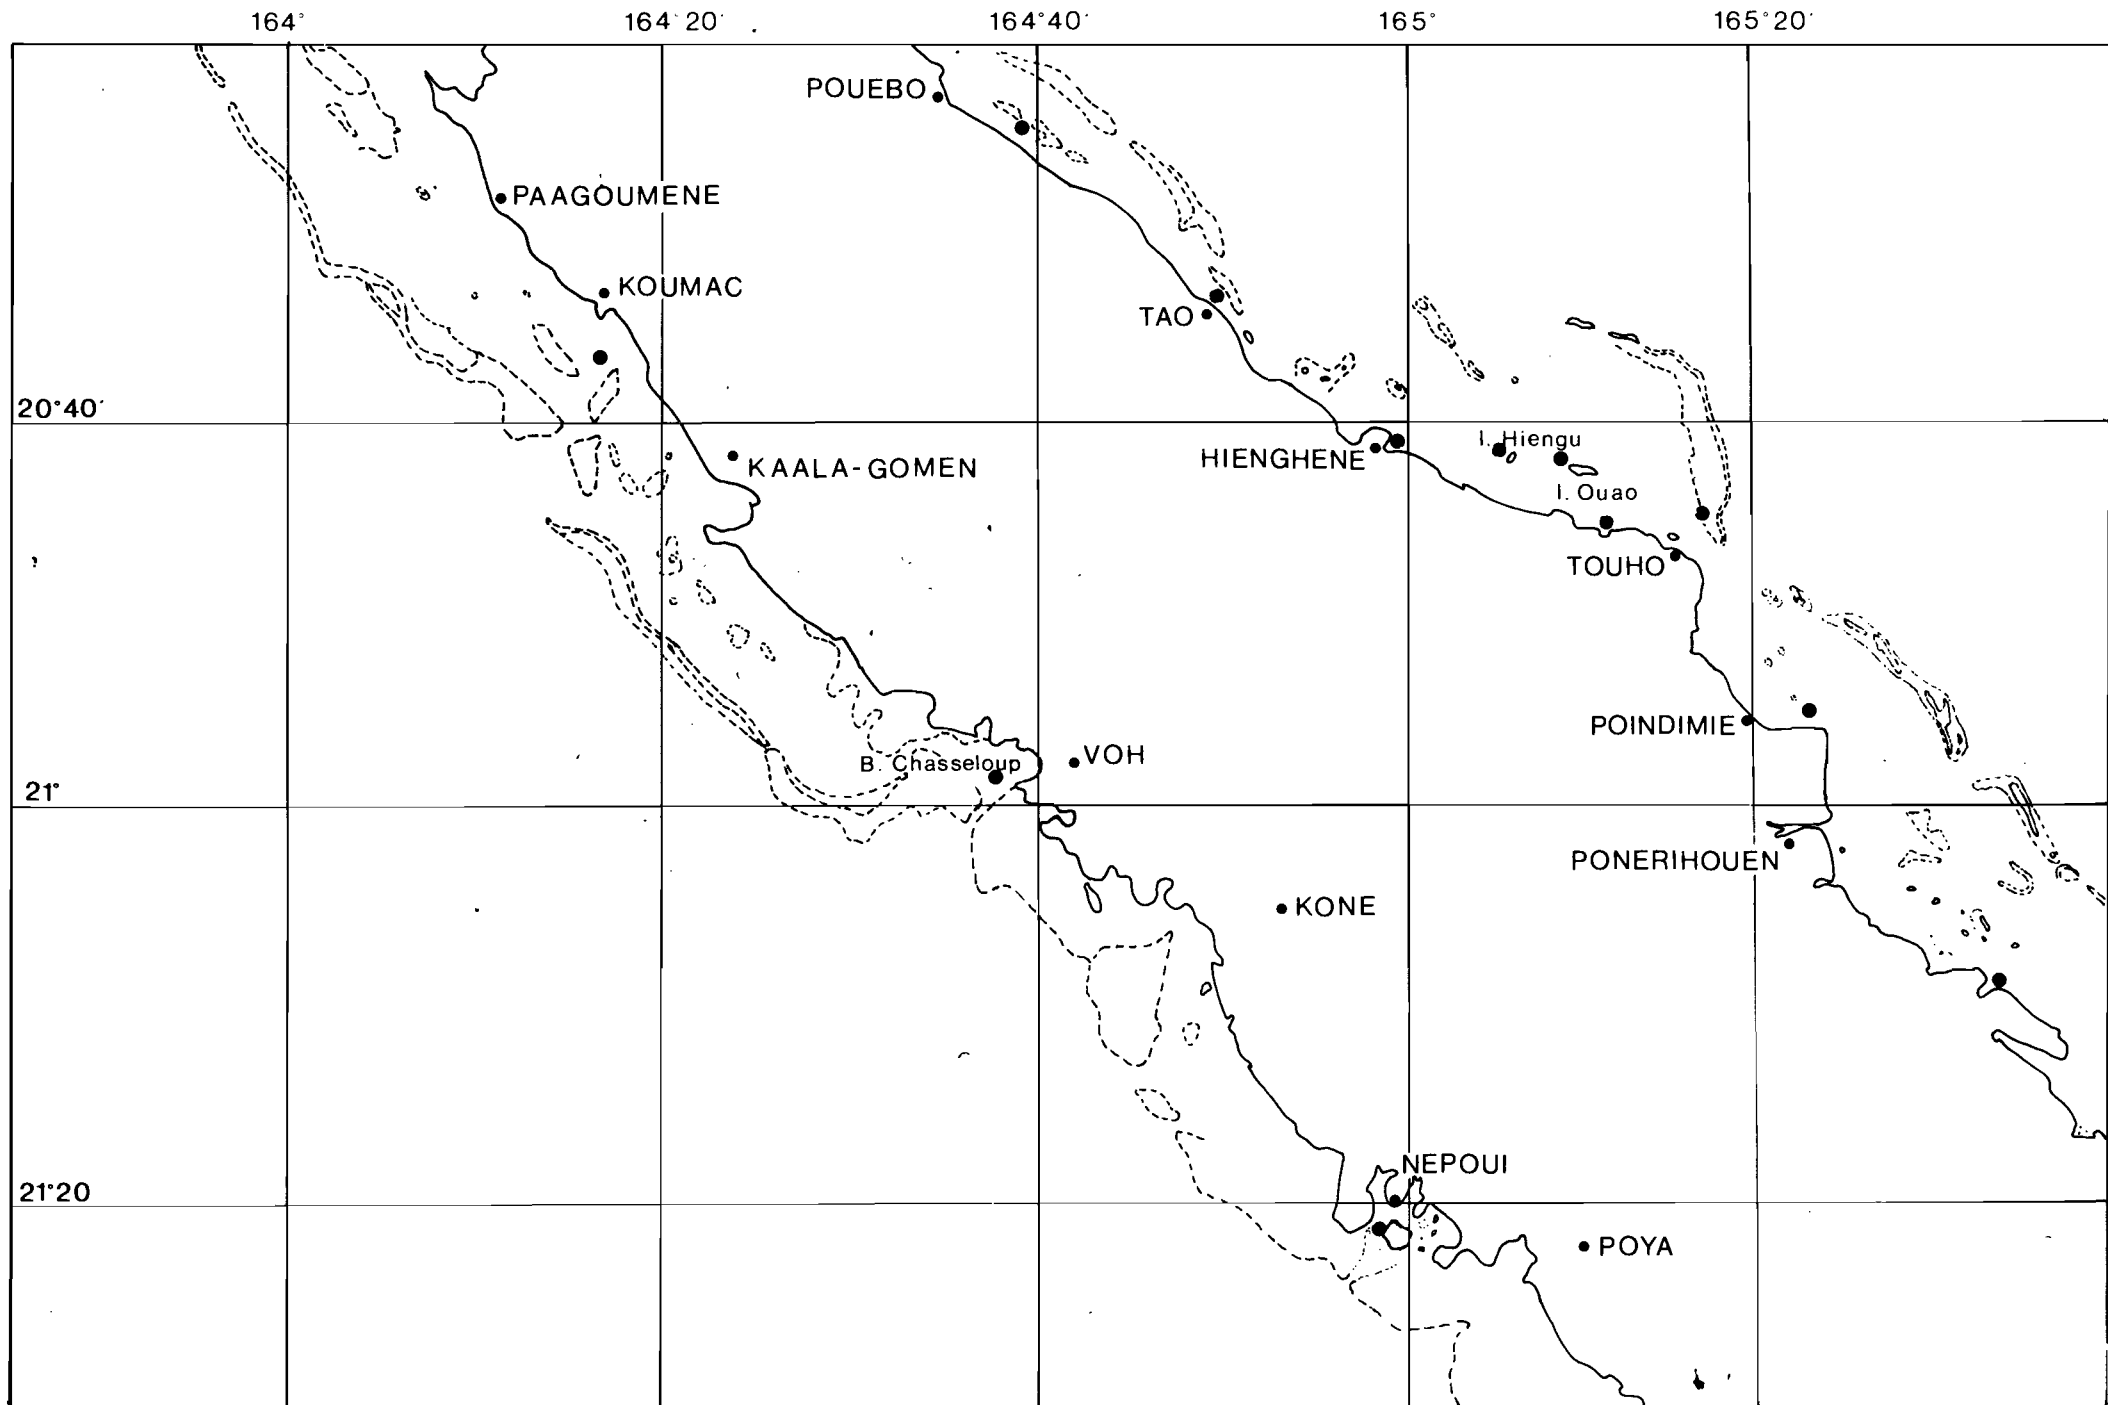 164° 164°20' 164°40' 165° 165°20'
POUEBO
PAAGOUMENE
KOUMAC
TAO
20°40'
I. Hiengu
HIENGHENE
KAALA-GOMEN
I. Ouao
TOUHO
POINDIMIE
VOH
B. Chasseloup
21°
PONERIHOUEN
KONE
NEPOUI
21°20
POYA